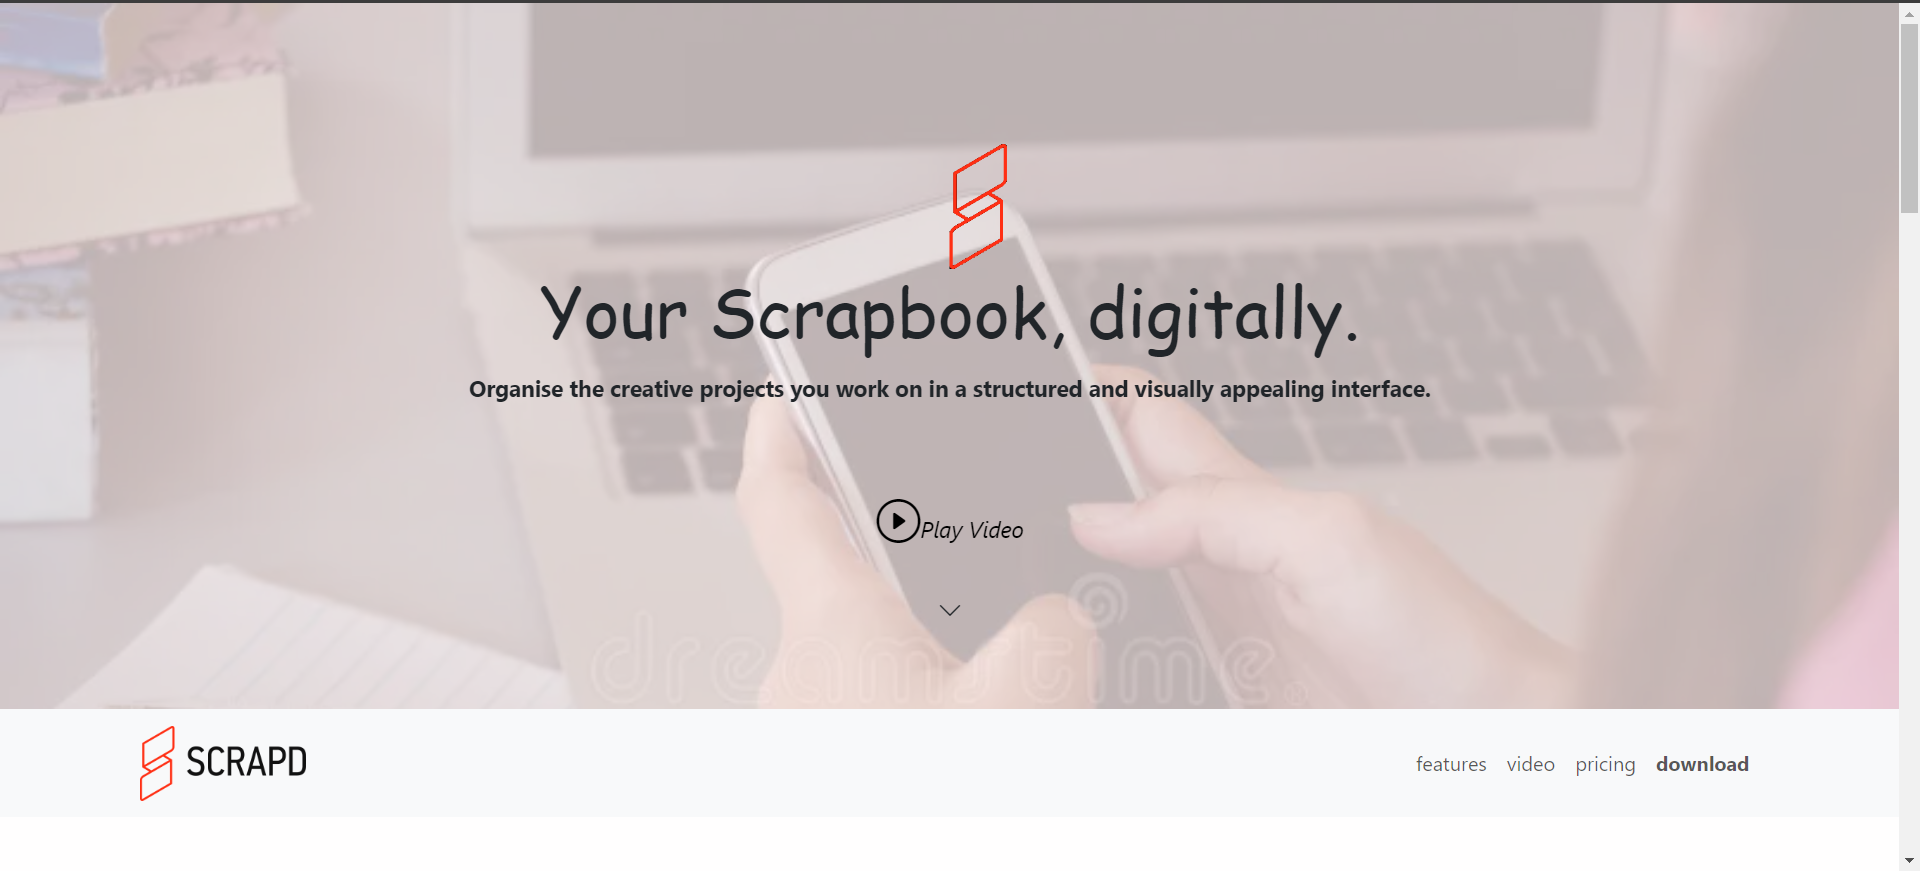 Your Scrapbook, digitally.
Organise the creative projects you work on in a structured and visually appealing interface.
Play Video
dreamstime®
SCRAPD
features video pricing download